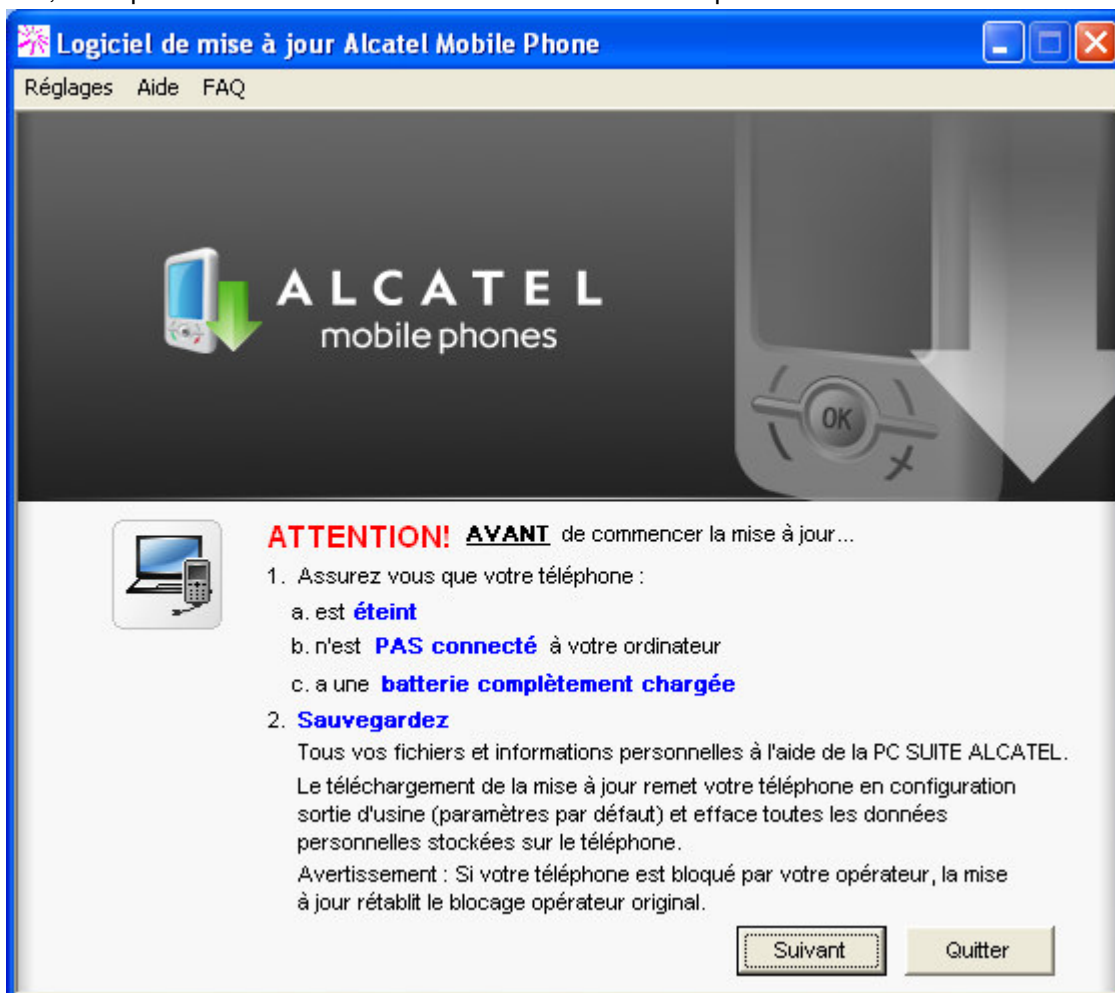 Logiciel de mise à jour Alcatel Mobile Phone
Réglages Aide FAQ
ALCATEL
mobile phones
OK
ATTENTION! AVANT de commencer la mise à jour...
1. Assurez vous que votre téléphone :
a. est éteint
b. n'est PAS connecté à votre ordinateur
c. a une batterie complètement chargée
2. Sauvegardez
Tous vos fichiers et informations personnelles à l'aide de la PC SUITE ALCATEL.
Le téléchargement de la mise à jour remet votre téléphone en configuration
sortie d'usine (paramètres par défaut) et efface toutes les données
personnelles stockées sur le téléphone.
Avertissement : Si votre téléphone est bloqué par votre opérateur, la mise
à jour rétablit le blocage opérateur original.
Suivant Quitter